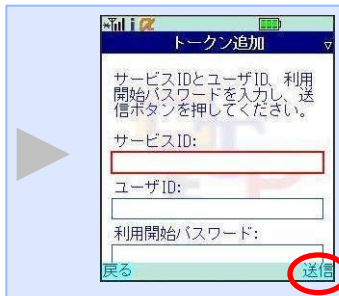 トークン追加
サービスIDとユーザID、利用
開始パスワードを入力し、送
信ボタンを押してください。
サービスID:
ユーザID:
利用開始パスワード:
戻る 送信